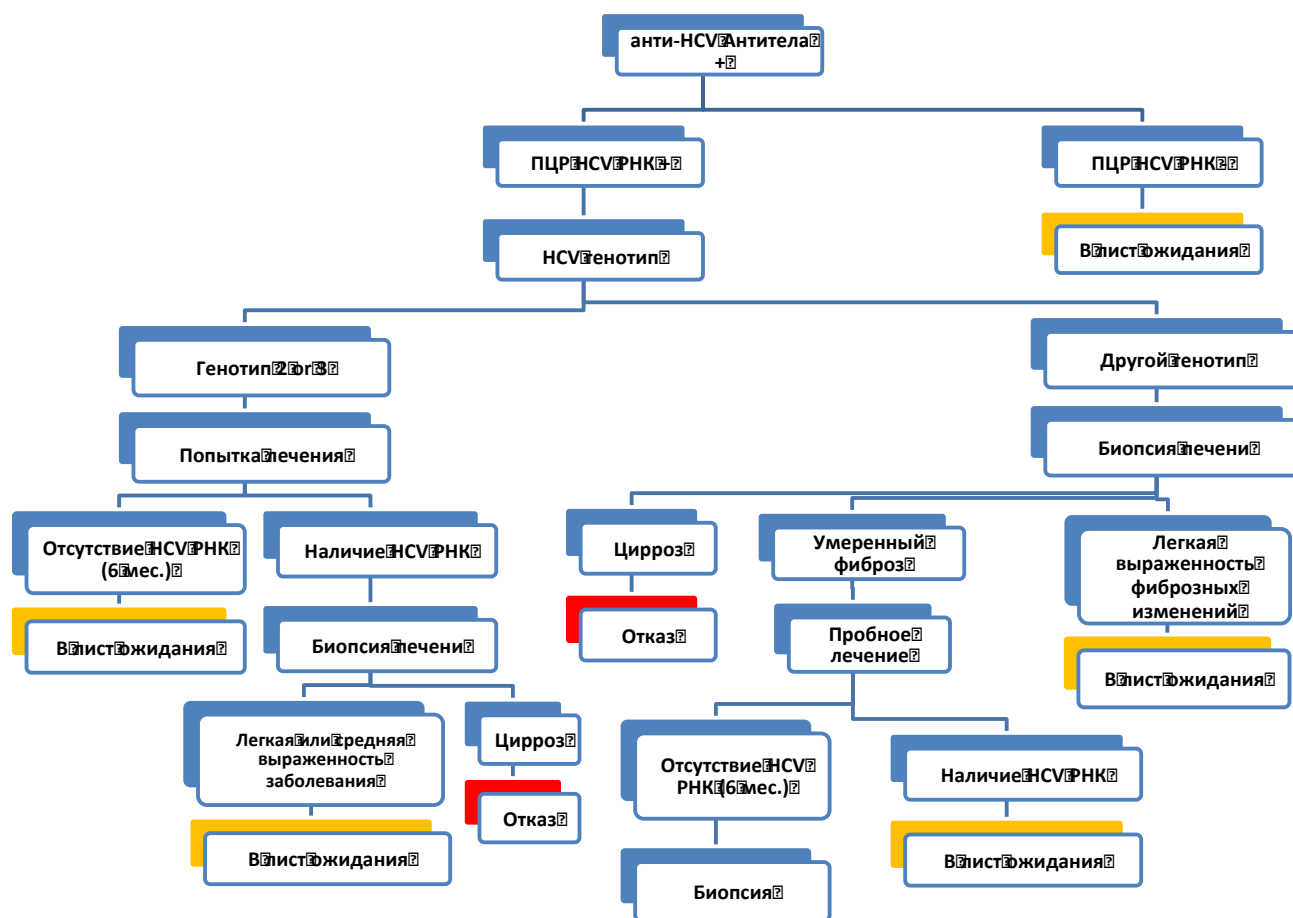 анти-HCV Антитела
+
ПЦР HCV РНК +
ПЦР HCV РНК -
HCV генотип
В лист ожидания
Генотип 2 or 3
Другой генотип
Попытка лечения
Биопсия печени
Отсутствие HCV РНК
(6 мес.)
Наличие HCV РНК
Цирроз
Умеренный
фиброз
Легкая
выраженность
фиброзных
изменений
В лист ожидания
Биопсия печени
Отказ
Пробное
лечение
В лист ожидания
Легкая или средняя
выраженность
заболевания
Цирроз
Отсутствие HCV
РНК (6 мес.)
Наличие HCV РНК
Отказ
В лист ожидания
В лист ожидания
Биопсия